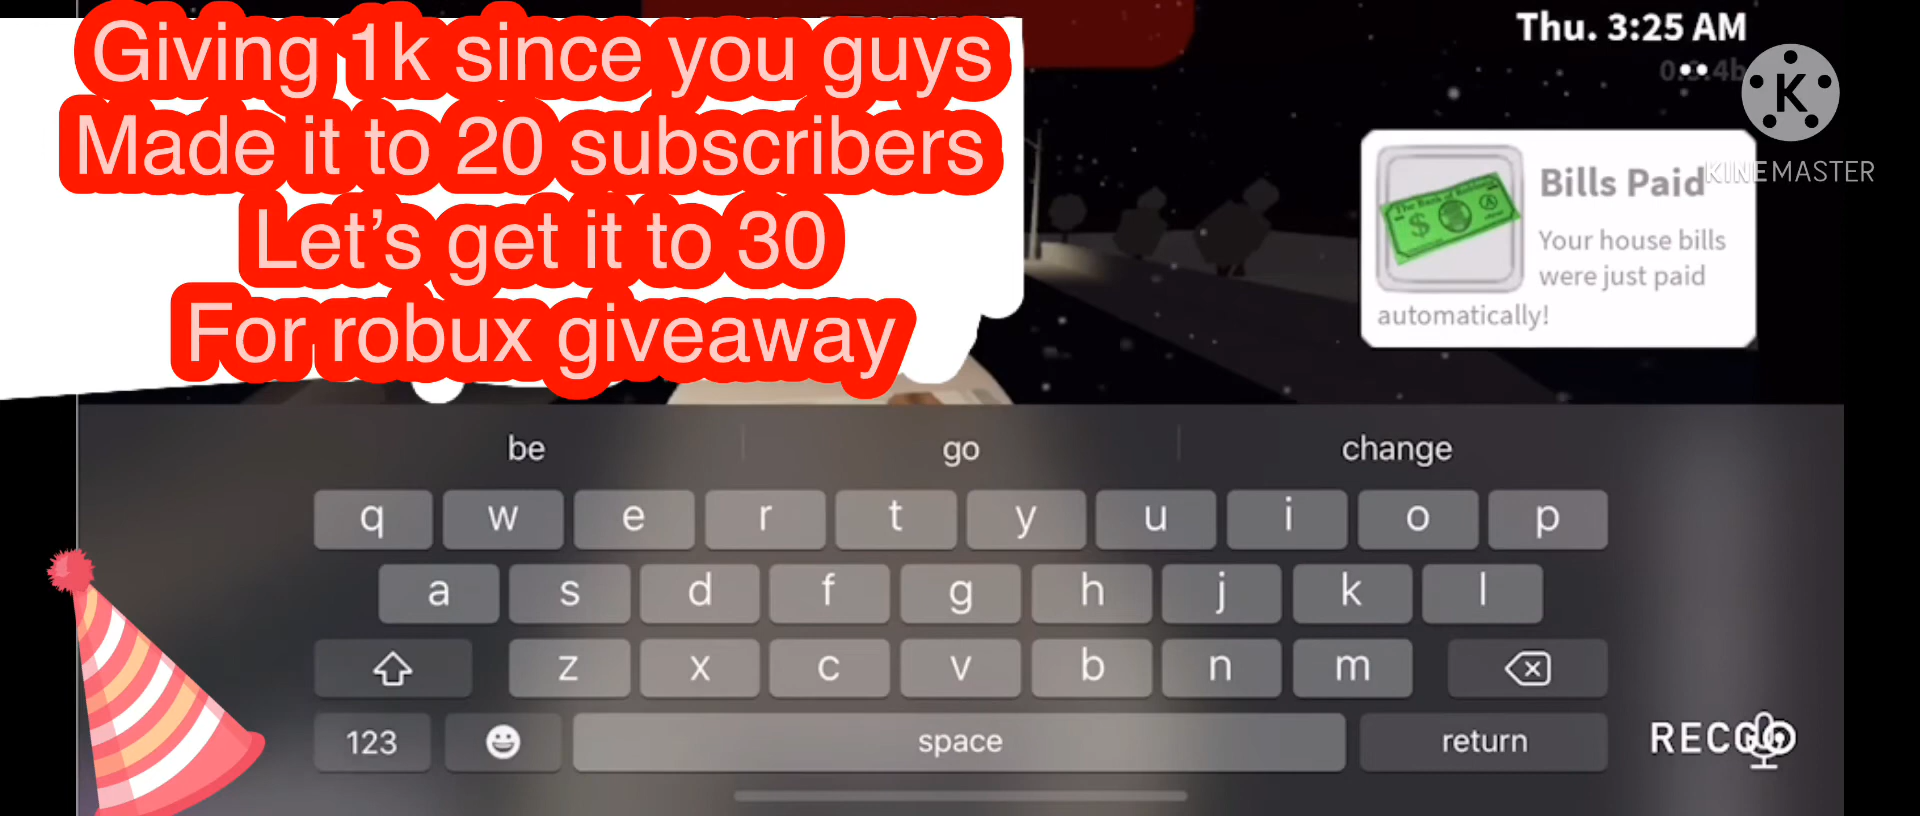 Giving 1k since you guys
Made it to 20 subscribers
Let's get it to 30
For robux giveaway
Thu. 3:25 AM
K
KINEMASTER
Bills Paid
Your house bills
were just paid
automatically!
be go change
q w e r t y u i o p
a s d f g h j k l
z x c v b n m
123 space return